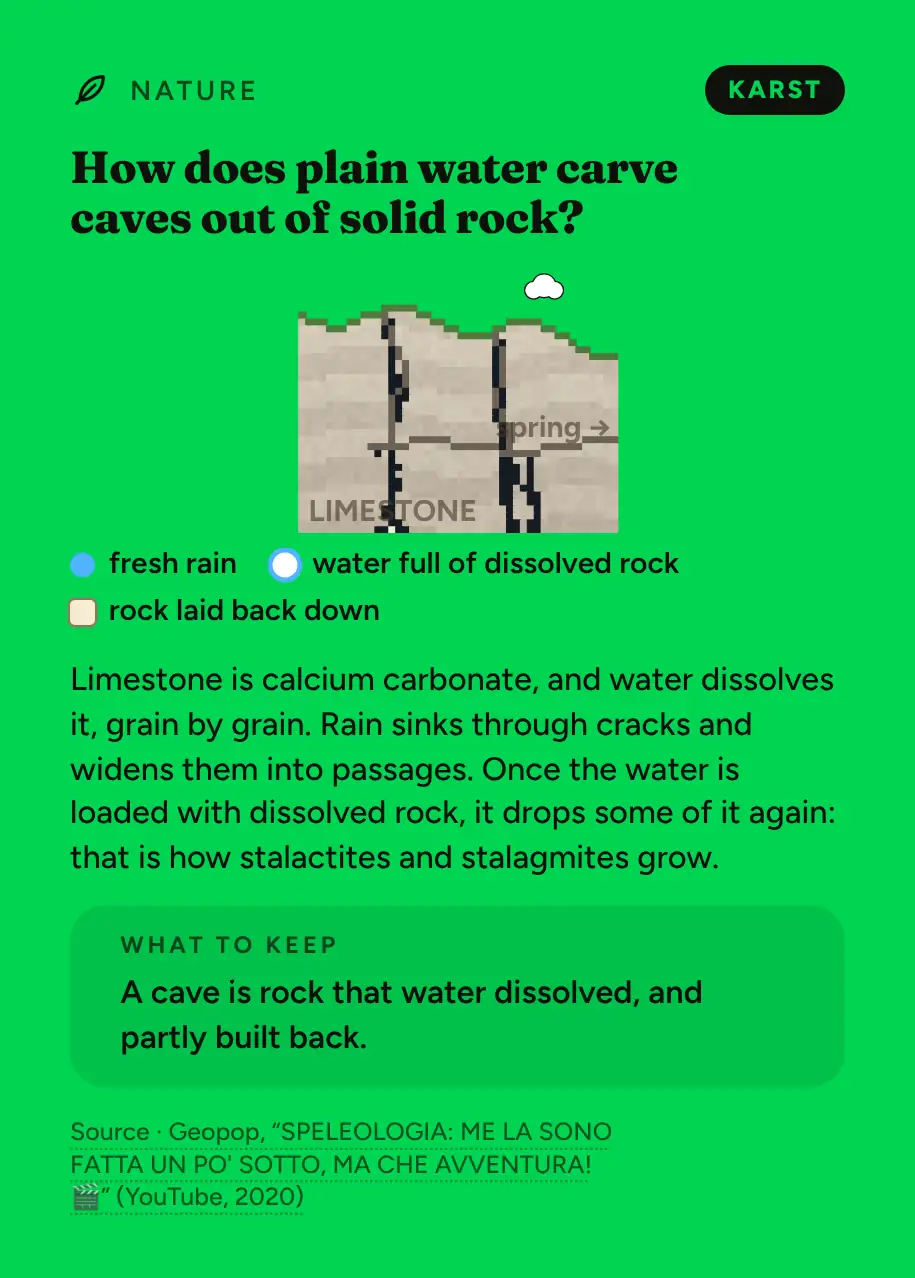 NATURE
KARST
How does plain water carve
caves out of solid rock?
spring →
LIMESTONE
fresh rain
water full of dissolved rock
rock laid back down
Limestone is calcium carbonate, and water dissolves
it, grain by grain. Rain sinks through cracks and
widens them into passages. Once the water is
loaded with dissolved rock, it drops some of it again:
that is how stalactites and stalagmites grow.
WHAT TO KEEP
A cave is rock that water dissolved, and
partly built back.
Source · Geopop, “SPELEOLOGIA: ME LA SONO
FATTA UN PO' SOTTO, MA CHE AVVENTURA!
🎬” (YouTube, 2020)